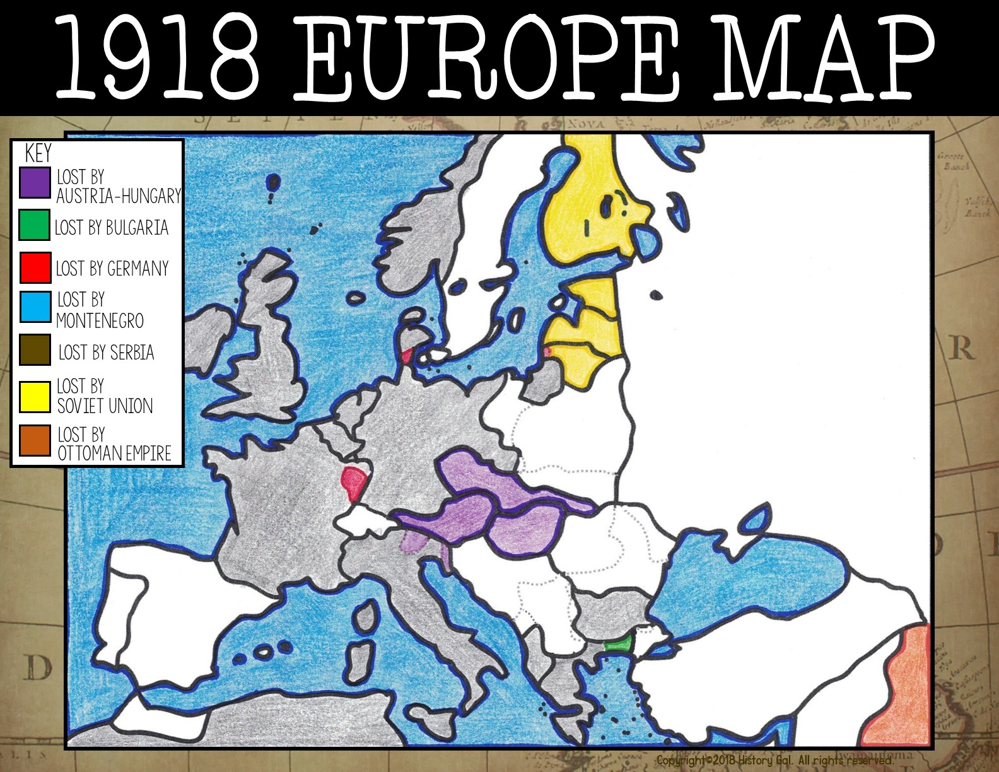 1918 EUROPE MAP
KEY
LOST BY
AUSTRIA-HUNGARY
LOST BY BULGARIA
LOST BY GERMANY
LOST BY
MONTENEGRO
LOST BY SERBIA
LOST BY
SOVIET UNION
LOST BY
OTTOMAN EMPIRE
NOVA
R
D
Copyright©2018 History Gal. All rights reserved.